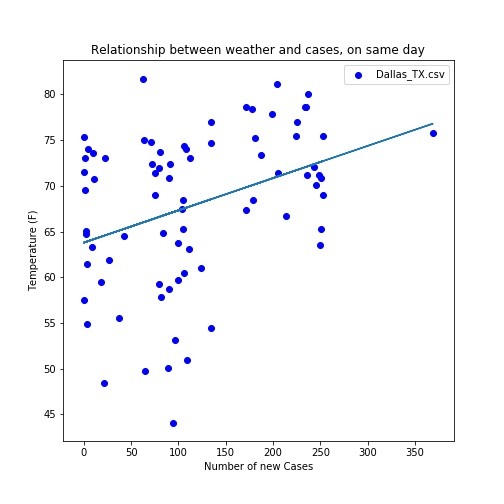 Relationship between weather and cases, on same day
Dallas_TX.csv
Temperature (F)
80
75
70
65
60
55
50
45
0 50 100 150 200 250 300 350
Number of new Cases